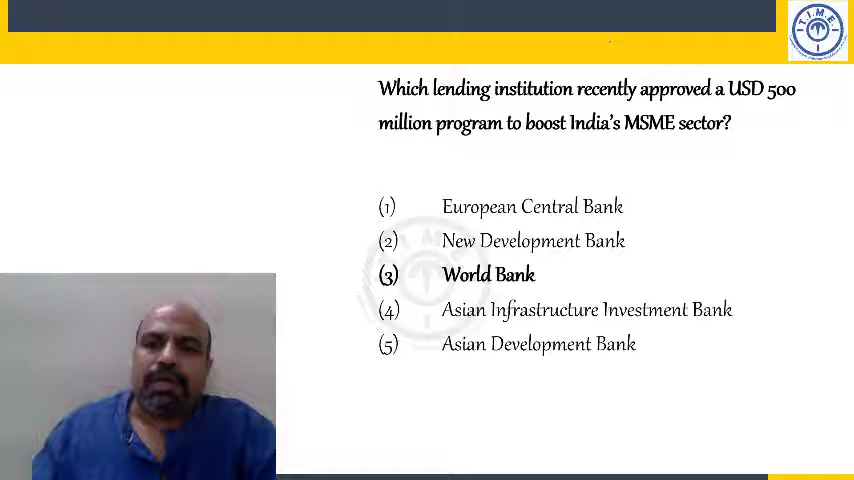 T.I.M.E.
Which lending institution recently approved a USD 500
million program to boost India's MSME sector?
(1) European Central Bank
(2) New Development Bank
(3) World Bank
(4) Asian Infrastructure Investment Bank
(5) Asian Development Bank